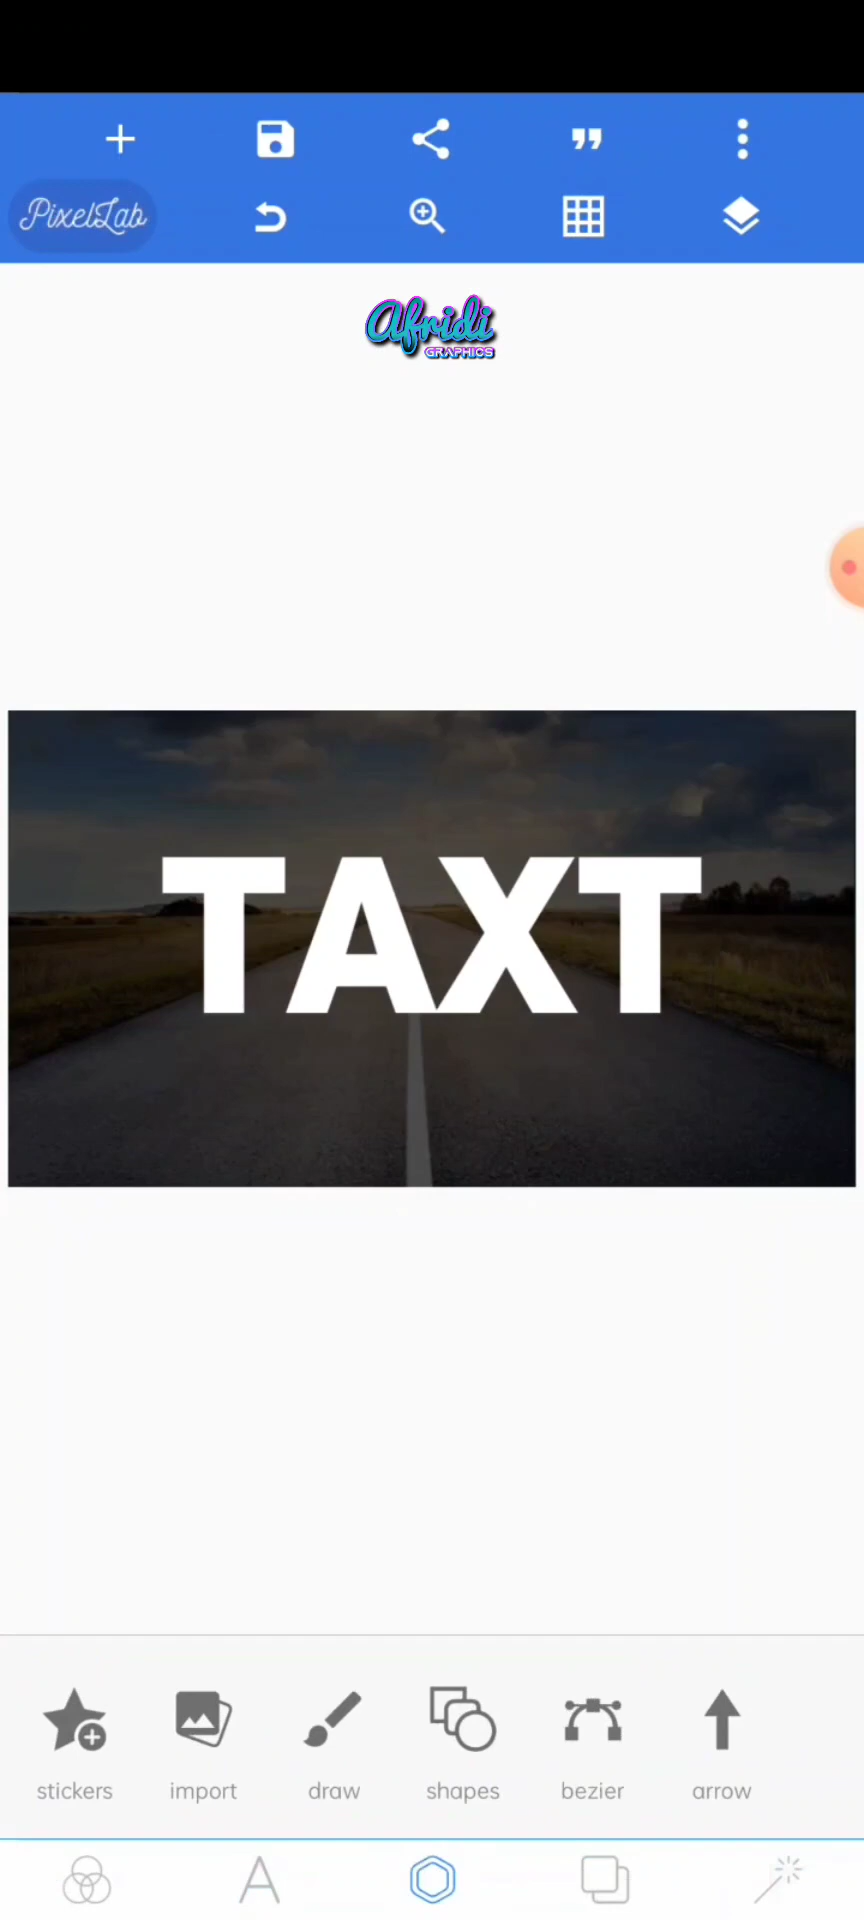 PixelLab
Afridi
GRAPHICS
TAXT
stickers import draw shapes bezier arrow